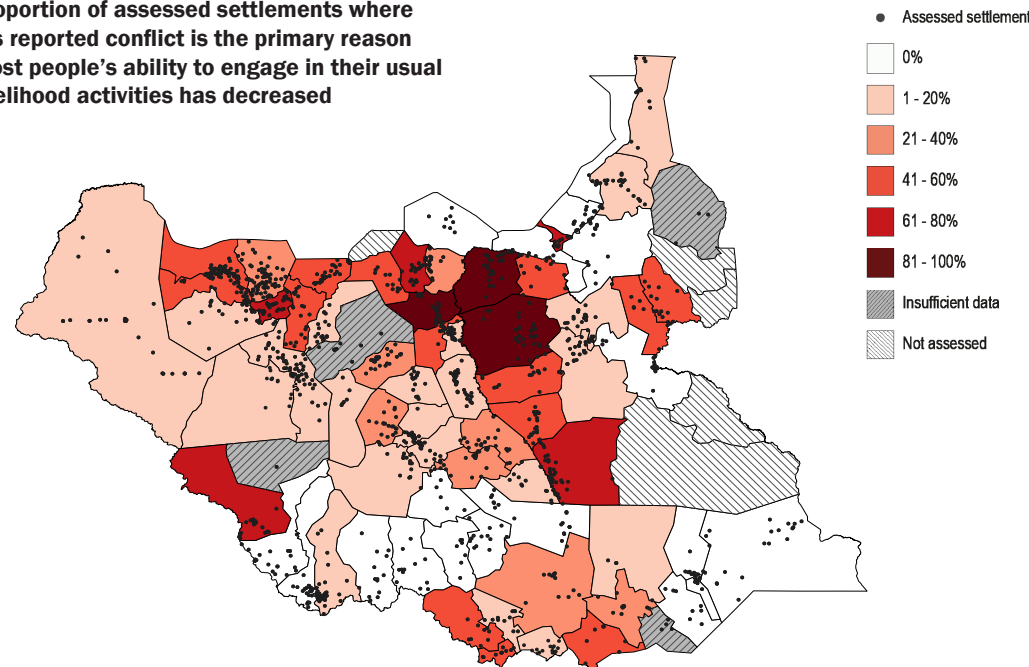 oportion of assessed settlements where
s reported conflict is the primary reason
ost people’s ability to engage in their usual
elihood activities has decreased
Assessed settlement
0%
1 - 20%
21 - 40%
41 - 60%
61 - 80%
81 - 100%
Insufficient data
Not assessed